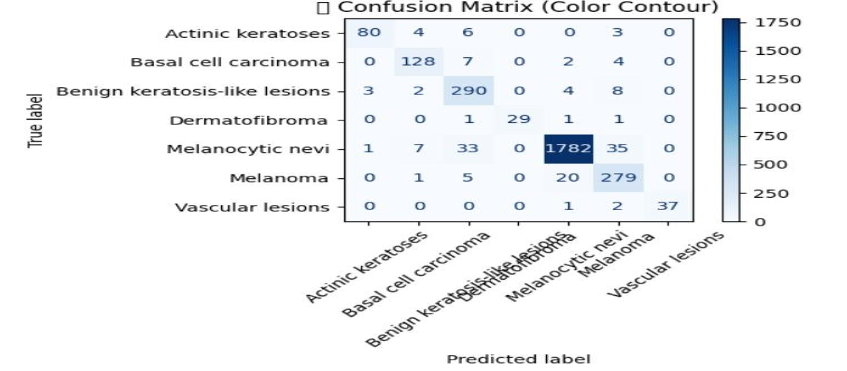 ▯ Confusion Matrix (Color Contour)
True label
Actinic keratoses 80 4 6 0 0 3 0
Basal cell carcinoma 0 128 7 0 2 4 0
Benign keratosis-like lesions 3 2 290 0 4 8 0
Dermatofibroma 0 0 1 29 1 1 0
Melanocytic nevi 1 7 33 0 1782 35 0
Melanoma 0 1 5 0 20 279 0
Vascular lesions 0 0 0 0 1 2 37
Actinic keratoses
Basal cell carcinoma
Benign keratosis-like lesions
Dermatofibroma
Melanocytic nevi
Melanoma
Vascular lesions
Predicted label
1750
1500
1250
1000
750
500
250
0